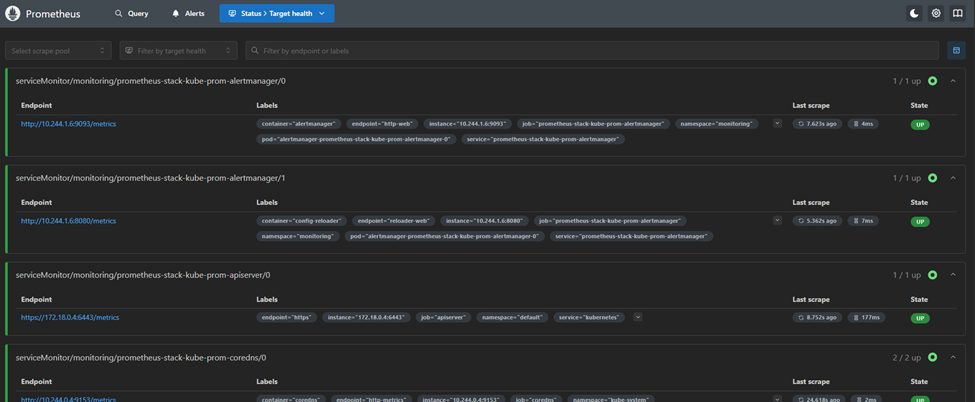 Prometheus Query Alerts Status > Target health
Select scrape pool Filter by target health Filter by endpoint or labels
serviceMonitor/monitoring/prometheus-stack-kube-prom-alertmanager/0 1 / 1 up
Endpoint Labels Last scrape State
http://10.244.1.6:9093/metrics container="alertmanager" endpoint="http-web" instance="10.244.1.6:9093" job="prometheus-stack-kube-prom-alertmanager" namespace="monitoring" 7.623s ago 4ms UP
pod="alertmanager-prometheus-stack-kube-prom-alertmanager-0" service="prometheus-stack-kube-prom-alertmanager"
serviceMonitor/monitoring/prometheus-stack-kube-prom-alertmanager/1 1 / 1 up
Endpoint Labels Last scrape State
http://10.244.1.6:8080/metrics container="config-reloader" endpoint="reloader-web" instance="10.244.1.6:8080" job="prometheus-stack-kube-prom-alertmanager" 5.362s ago 7ms UP
namespace="monitoring" pod="alertmanager-prometheus-stack-kube-prom-alertmanager-0" service="prometheus-stack-kube-prom-alertmanager"
serviceMonitor/monitoring/prometheus-stack-kube-prom-apiserver/0 1 / 1 up
Endpoint Labels Last scrape State
https://172.18.0.4:6443/metrics endpoint="https" instance="172.18.0.4:6443" job="apiserver" namespace="default" service="kubernetes" 8.752s ago 177ms UP
serviceMonitor/monitoring/prometheus-stack-kube-prom-coredns/0 2 / 2 up
Endpoint Labels Last scrape State
http://10.244.0.4:9153/metrics container="coredns" endpoint="http-metrics" instance="10.244.0.4:9153" job="coredns" namespace="kube-system" 24.618s ago 2ms UP